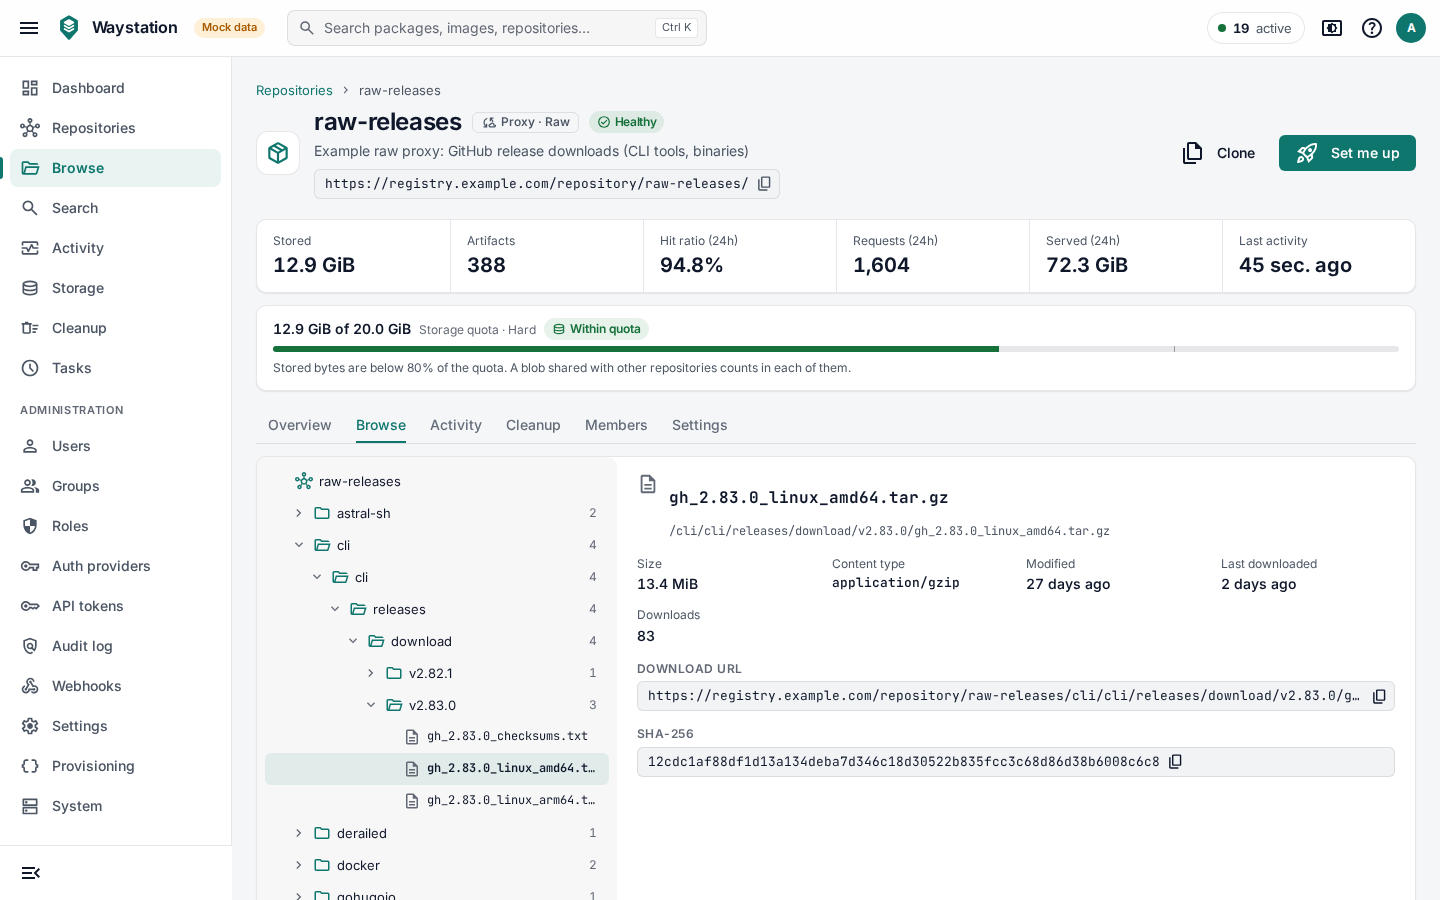 Waystation
Mock data
Search packages, images, repositories...
Ctrl K
19 active
A
Dashboard
Repositories
Browse
Search
Activity
Storage
Cleanup
Tasks
ADMINISTRATION
Users
Groups
Roles
Auth providers
API tokens
Audit log
Webhooks
Settings
Provisioning
System
Repositories > raw-releases
raw-releases
Proxy · Raw
Healthy
Example raw proxy: GitHub release downloads (CLI tools, binaries)
https://registry.example.com/repository/raw-releases/
Clone
Set me up
Stored
12.9 GiB
Artifacts
388
Hit ratio (24h)
94.8%
Requests (24h)
1,604
Served (24h)
72.3 GiB
Last activity
45 sec. ago
12.9 GiB of 20.0 GiB Storage quota · Hard Within quota
Stored bytes are below 80% of the quota. A blob shared with other repositories counts in each of them.
Overview Browse Activity Cleanup Members Settings
raw-releases
astral-sh 2
cli 4
cli 4
releases 4
download 4
v2.82.1 1
v2.83.0 3
gh_2.83.0_checksums.txt
gh_2.83.0_linux_amd64.t…
gh_2.83.0_linux_arm64.t…
derailed 1
docker 2
gohugoio 1
gh_2.83.0_linux_amd64.tar.gz
/cli/cli/releases/download/v2.83.0/gh_2.83.0_linux_amd64.tar.gz
Size
13.4 MiB
Content type
application/gzip
Modified
27 days ago
Last downloaded
2 days ago
Downloads
83
DOWNLOAD URL
https://registry.example.com/repository/raw-releases/cli/cli/releases/download/v2.83.0/g…
SHA-256
12cdc1af88df1d13a134deba7d346c18d30522b835fcc3c68d86d38b6008c6c8